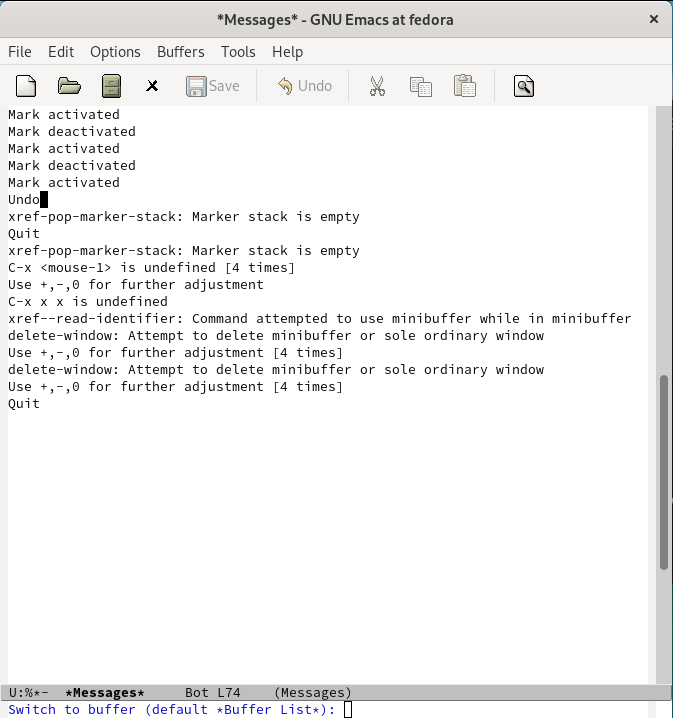 *Messages* - GNU Emacs at fedora
File Edit Options Buffers Tools Help
Save Undo
Mark activated
Mark deactivated
Mark activated
Mark deactivated
Mark activated
Undo
xref-pop-marker-stack: Marker stack is empty
Quit
xref-pop-marker-stack: Marker stack is empty
C-x <mouse-1> is undefined [4 times]
Use +,-,0 for further adjustment
C-x x x is undefined
xref--read-identifier: Command attempted to use minibuffer while in minibuffer
delete-window: Attempt to delete minibuffer or sole ordinary window
Use +,-,0 for further adjustment [4 times]
delete-window: Attempt to delete minibuffer or sole ordinary window
Use +,-,0 for further adjustment [4 times]
Quit
U:%*- *Messages* Bot L74 (Messages)
Switch to buffer (default *Buffer List*):